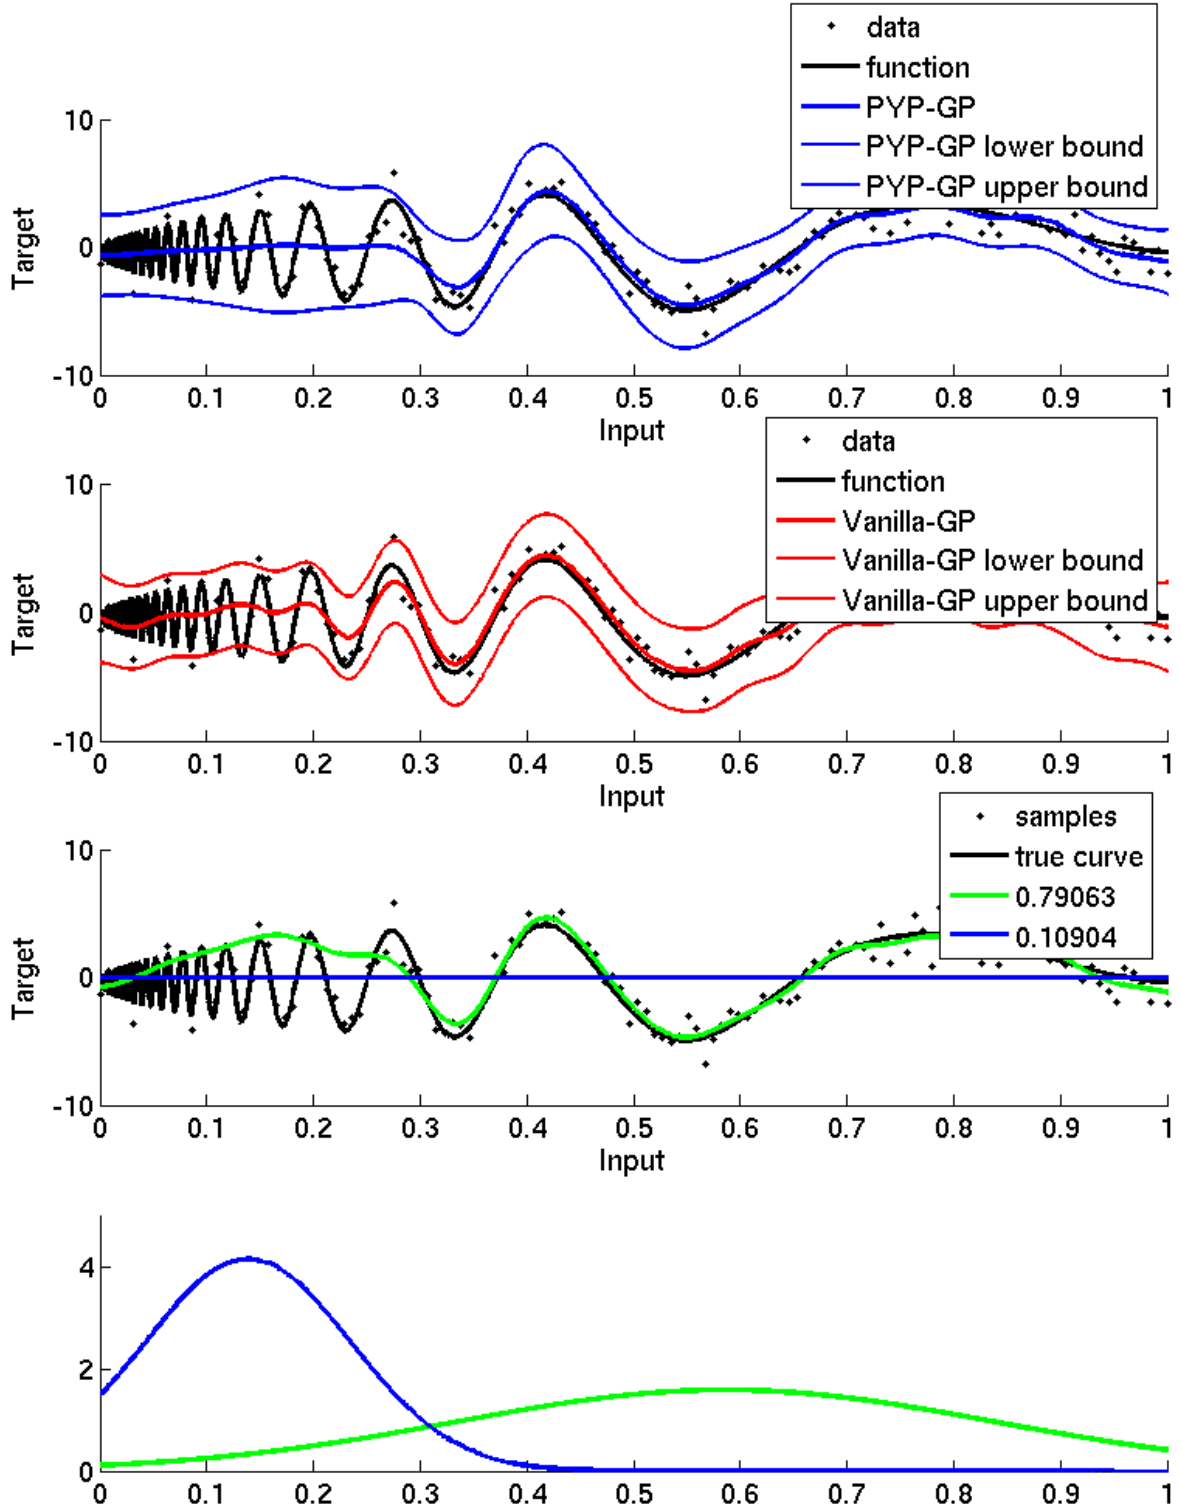 data
function
PYP-GP
PYP-GP lower bound
PYP-GP upper bound
10
0
-10
Target
0 0.1 0.2 0.3 0.4 0.5 0.6 0.7 0.8 0.9 1
Input
data
function
Vanilla-GP
Vanilla-GP lower bound
Vanilla-GP upper bound
10
0
-10
Target
0 0.1 0.2 0.3 0.4 0.5 0.6 0.7 0.8 0.9 1
Input
samples
true curve
0.79063
0.10904
10
0
-10
Target
0 0.1 0.2 0.3 0.4 0.5 0.6 0.7 0.8 0.9 1
Input
4
2
0
0 0.1 0.2 0.3 0.4 0.5 0.6 0.7 0.8 0.9 1